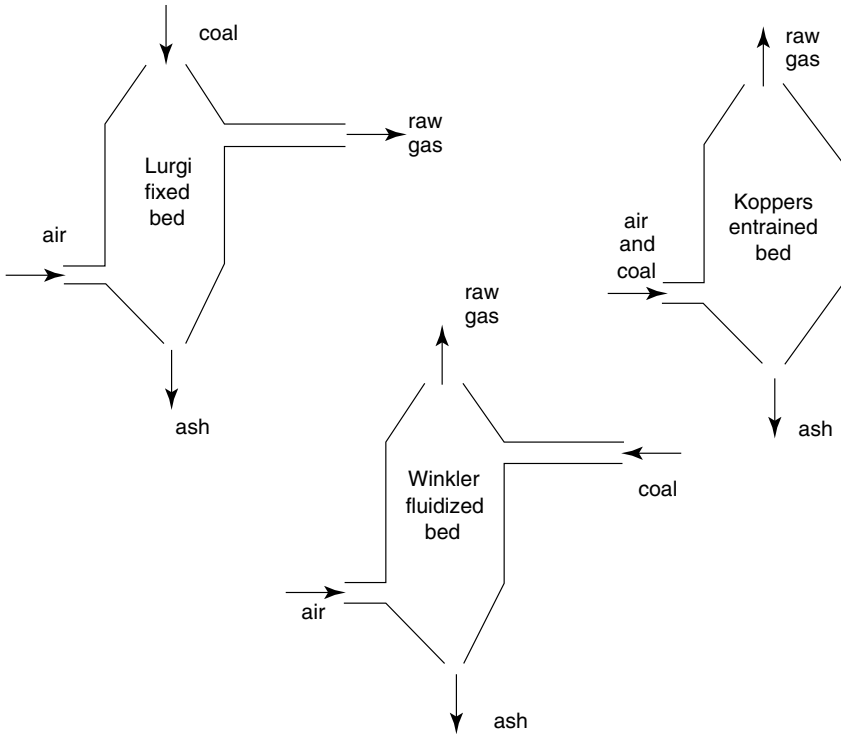 coal
raw
gas
Lurgi
fixed
bed
air
ash
raw
gas
Koppers
entrained
bed
air
and
coal
ash
raw
gas
Winkler
fluidized
bed
coal
air
ash